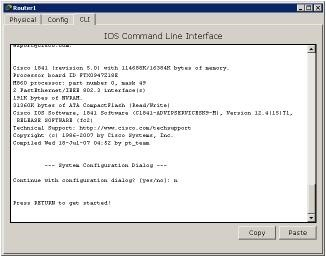 Router1
Physical Config CLI
IOS Command Line Interface
export@cisco.com.
Cisco 1841 (revision 5.0) with 114688K/16384K bytes of memory.
Processor board ID FTX0947Z18E
M860 processor: part number 0, mask 49
2 FastEthernet/IEEE 802.3 interface(s)
191K bytes of NVRAM.
31360K bytes of ATA CompactFlash (Read/Write)
Cisco IOS Software, 1841 Software (C1841-ADVIPSERVICESK9-M), Version 12.4(15)T1,
RELEASE SOFTWARE (fc2)
Technical Support: http://www.cisco.com/techsupport
Copyright (c) 1986-2007 by Cisco Systems, Inc.
Compiled Wed 18-Jul-07 04:52 by pt_team
--- System Configuration Dialog ---
Continue with configuration dialog? [yes/no]: n
Press RETURN to get started!
Copy Paste